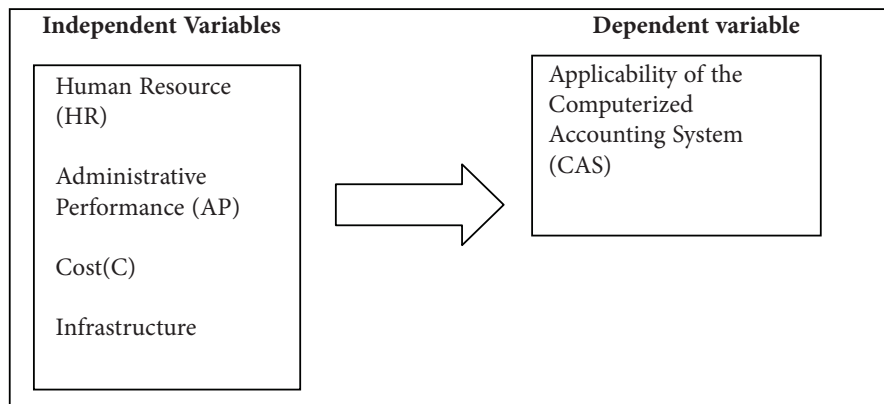 Independent Variables
Human Resource
(HR)
Administrative
Performance (AP)
Cost(C)
Infrastructure
Dependent variable
Applicability of the
Computerized
Accounting System
(CAS)